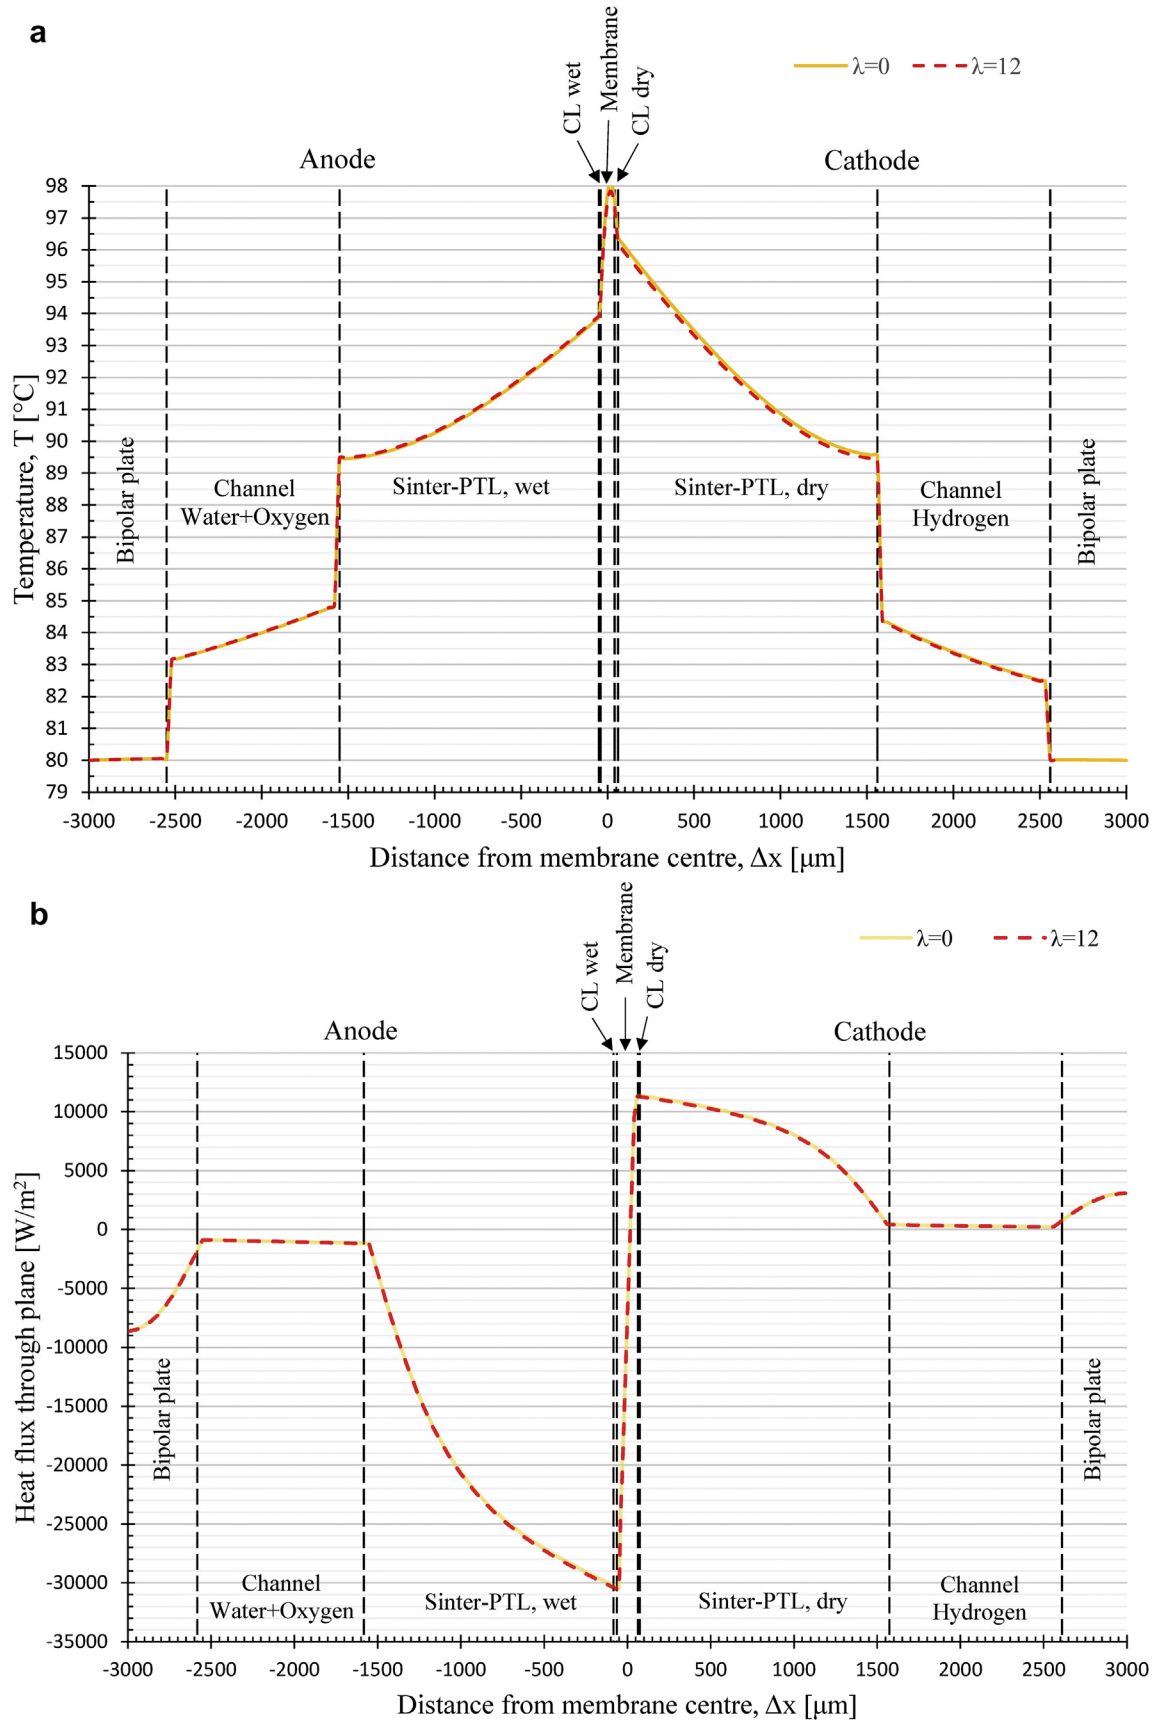 a
λ=0
λ=12
CL wet
Membrane
CL dry
Anode
Cathode
98
97
96
95
94
93
92
91
90
89
88
87
86
85
84
83
82
81
80
79
Temperature, T [°C]
Bipolar plate
Channel
Water+Oxygen
Sinter-PTL, wet
Sinter-PTL, dry
Channel
Hydrogen
Bipolar plate
-3000 -2500 -2000 -1500 -1000 -500 0 500 1000 1500 2000 2500 3000
Distance from membrane centre, Δx [μm]
b
λ=0
λ=12
CL wet
Membrane
CL dry
Anode
Cathode
15000
10000
5000
0
-5000
-10000
-15000
-20000
-25000
-30000
-35000
Heat flux through plane [W/m²]
Bipolar plate
Channel
Water+Oxygen
Sinter-PTL, wet
Sinter-PTL, dry
Channel
Hydrogen
Bipolar plate
-3000 -2500 -2000 -1500 -1000 -500 0 500 1000 1500 2000 2500 3000
Distance from membrane centre, Δx [μm]